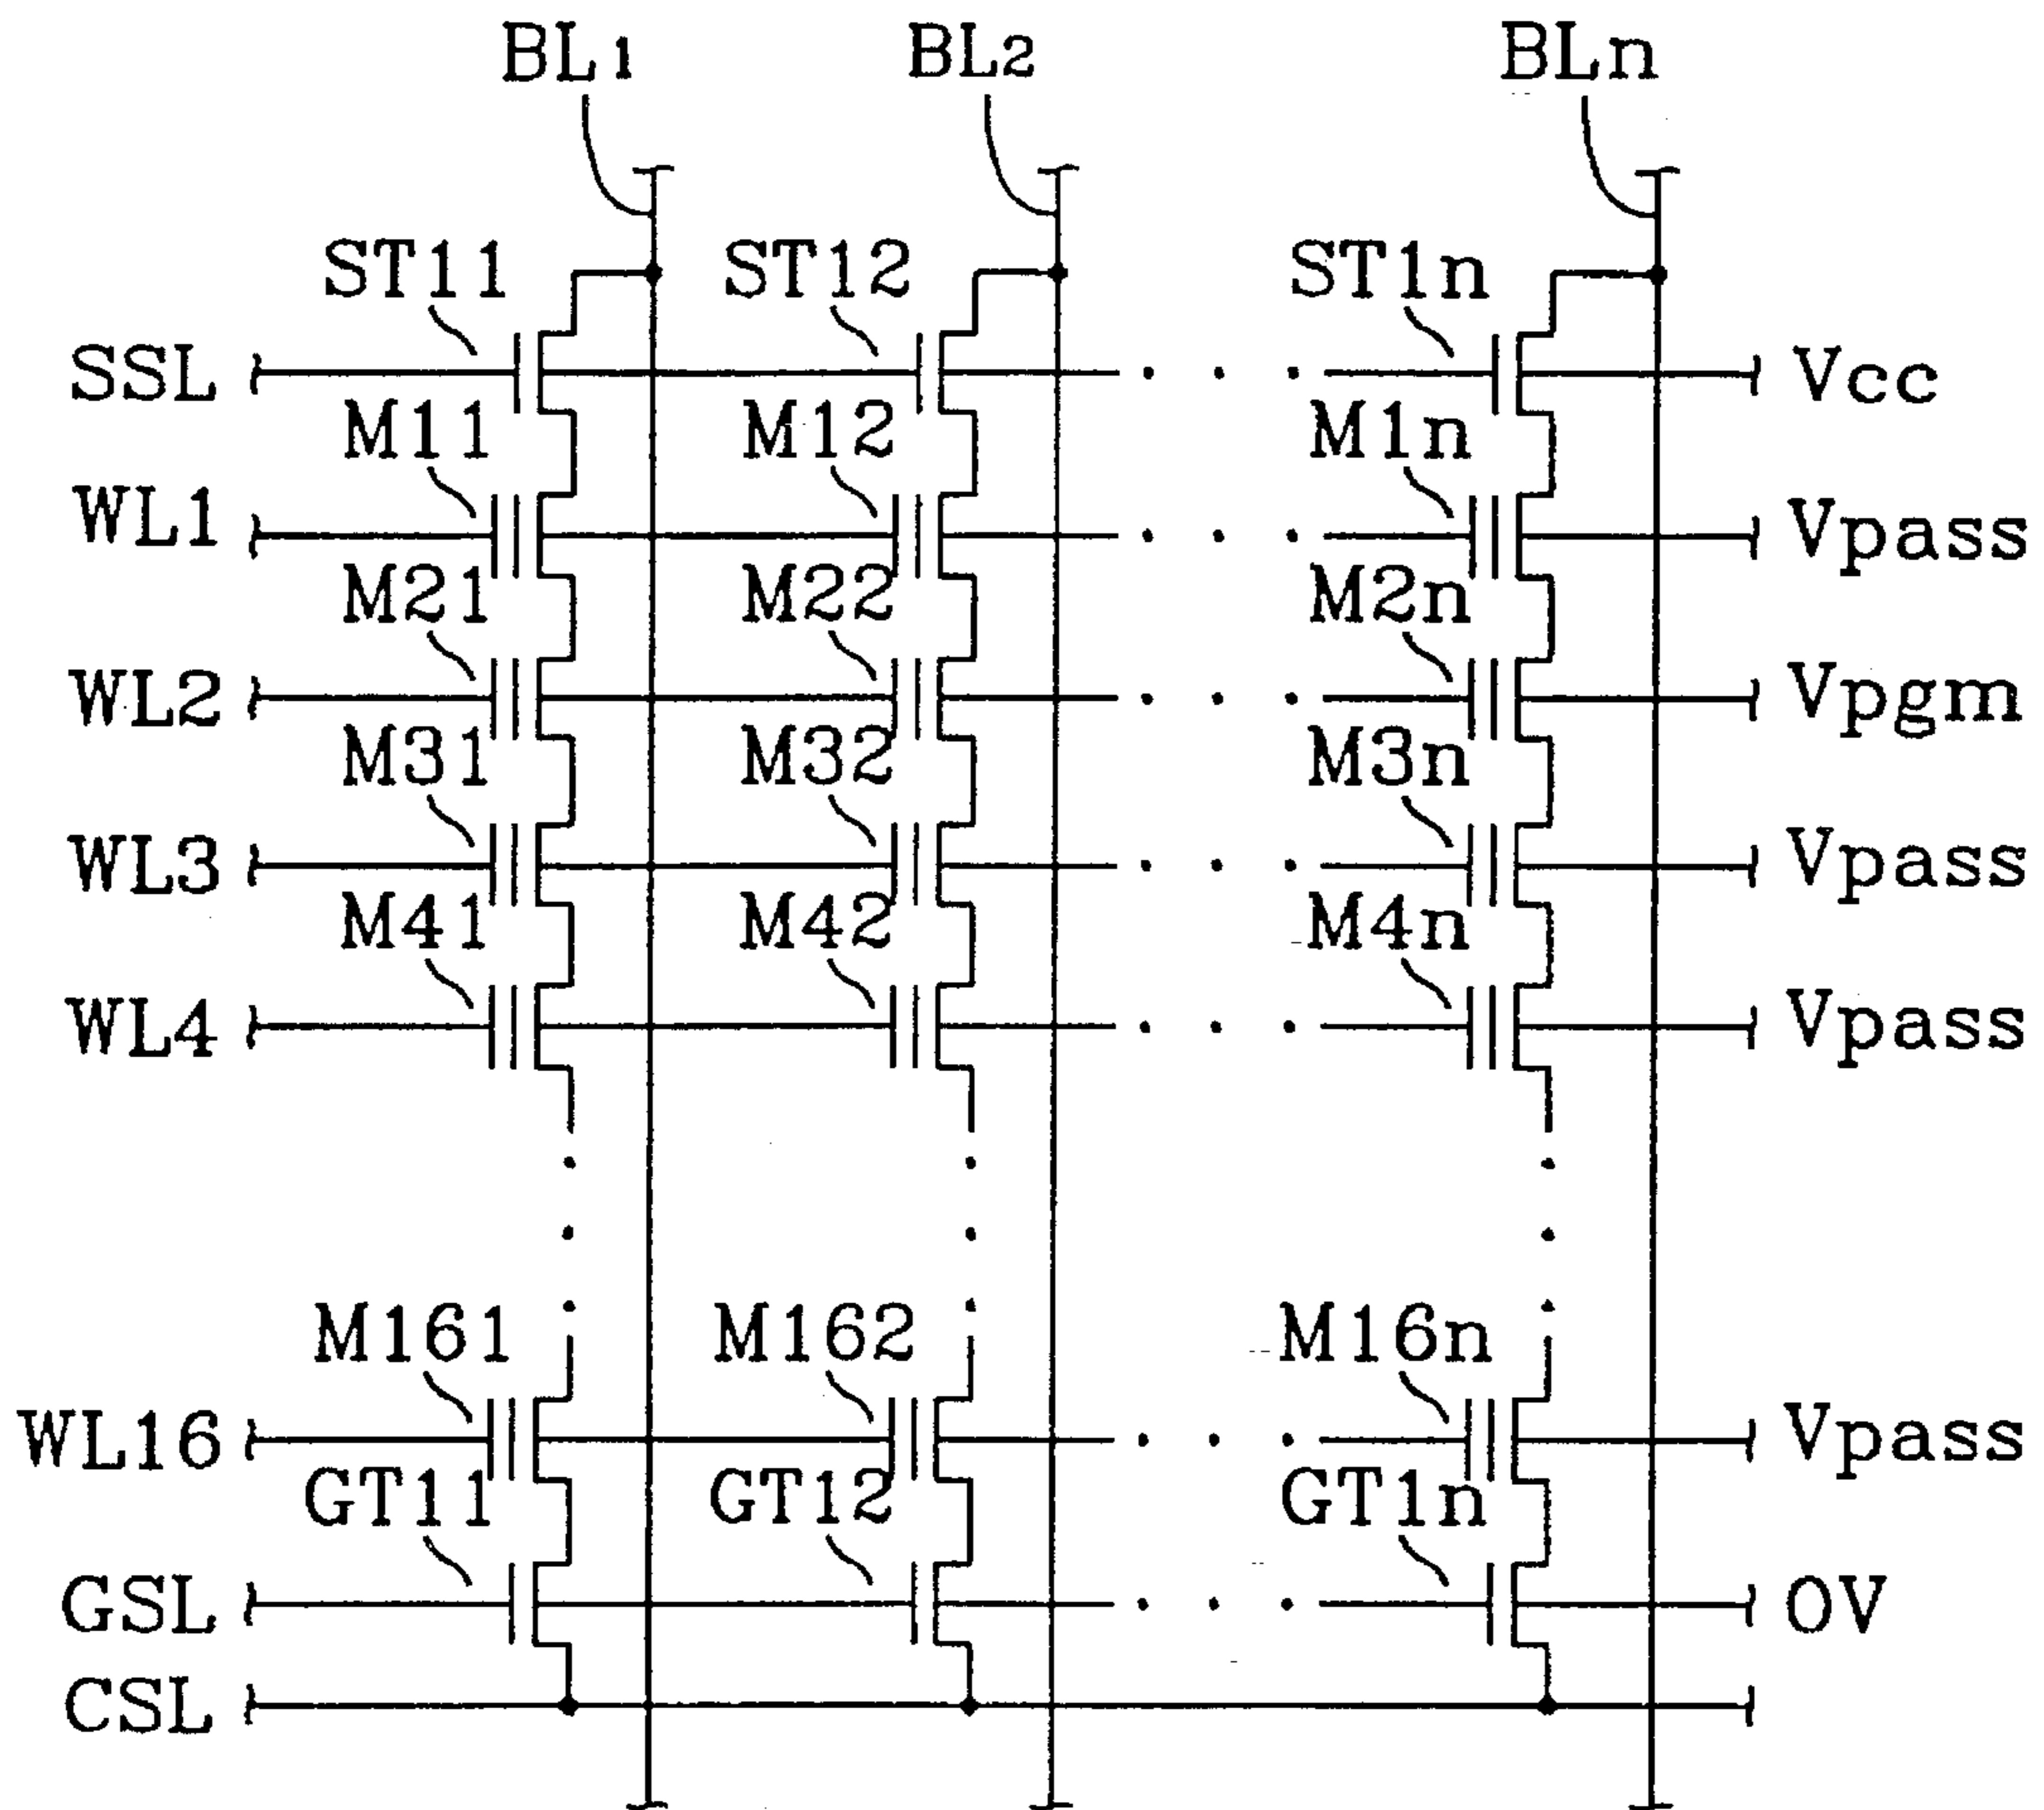 BL1 BL2 BLn
ST11 ST12 ST1n
SSL Vcc
M11 M12 M1n
WL1 Vpass
M21 M22 M2n
WL2 Vpgm
M31 M32 M3n
WL3 Vpass
M41 M42 M4n
WL4 Vpass
M161 M162 M16n
WL16 Vpass
GT11 GT12 GT1n
GSL OV
CSL